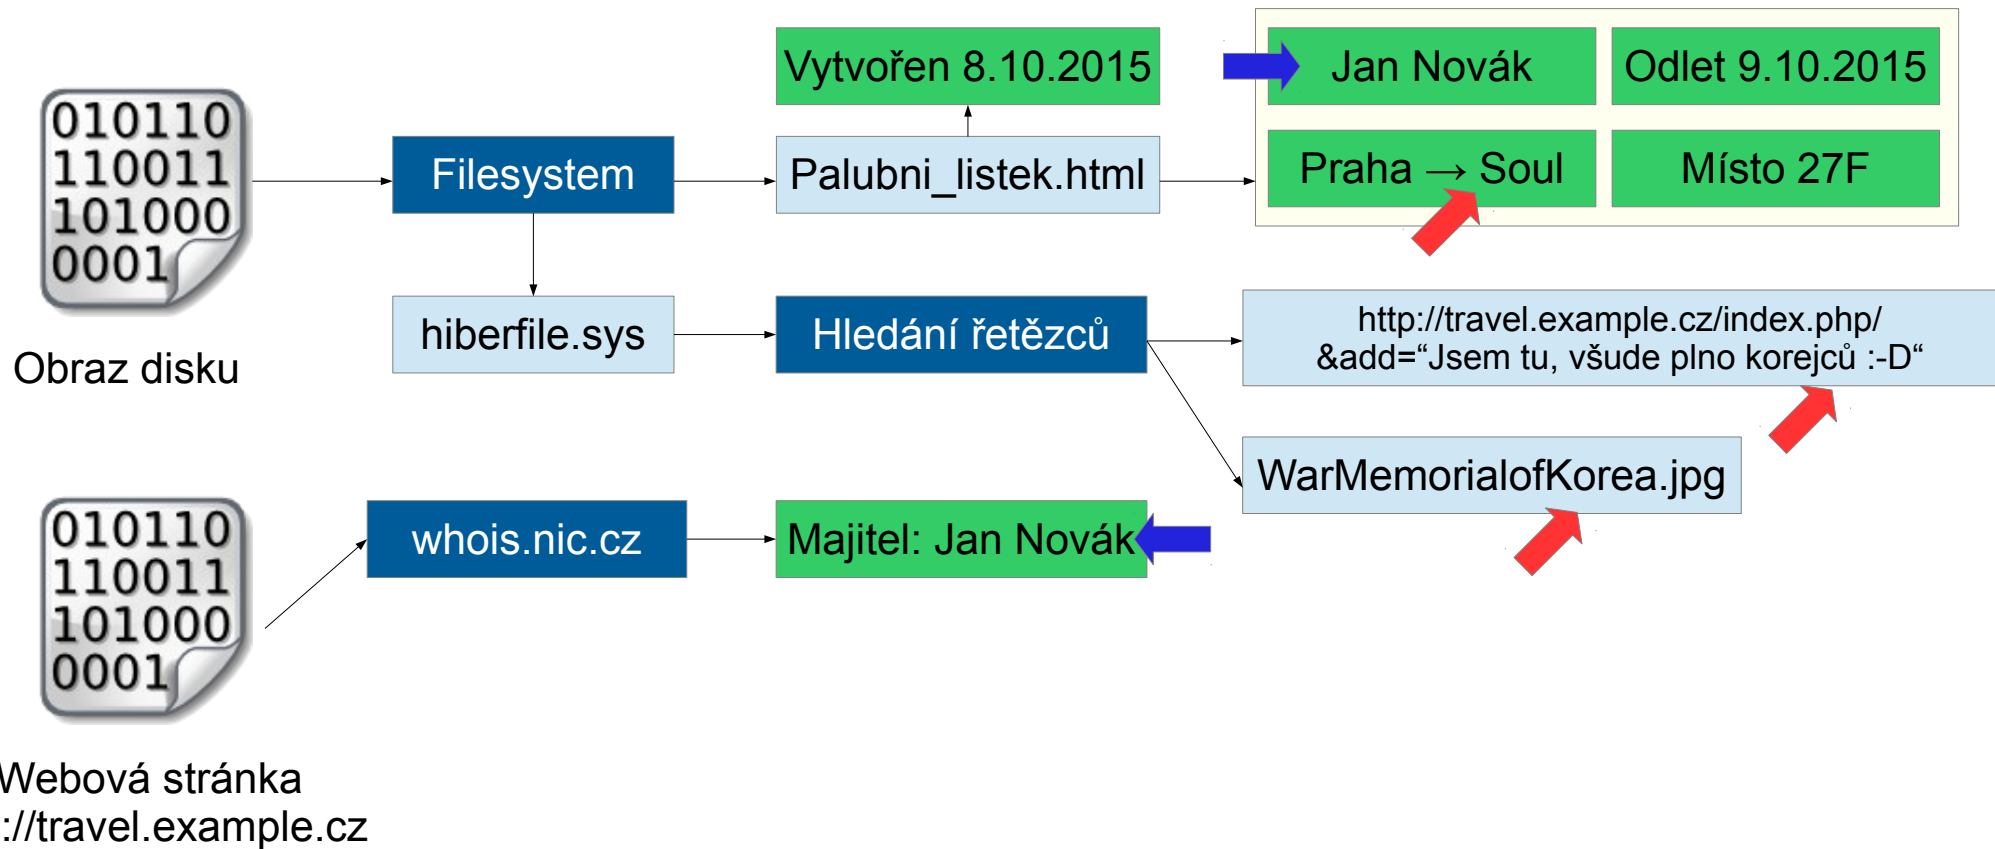 010110
110011
101000
0001
Obraz disku
Filesystem
Vytvořen 8.10.2015
Palubni_listek.html
Jan Novák
Odlet 9.10.2015
Praha → Soul
Místo 27F
hiberfile.sys
Hledání řetězců
http://travel.example.cz/index.php/
&add=“Jsem tu, všude plno korejců :-D“
WarMemorialofKorea.jpg
010110
110011
101000
0001
Webová stránka
://travel.example.cz
whois.nic.cz
Majitel: Jan Novák